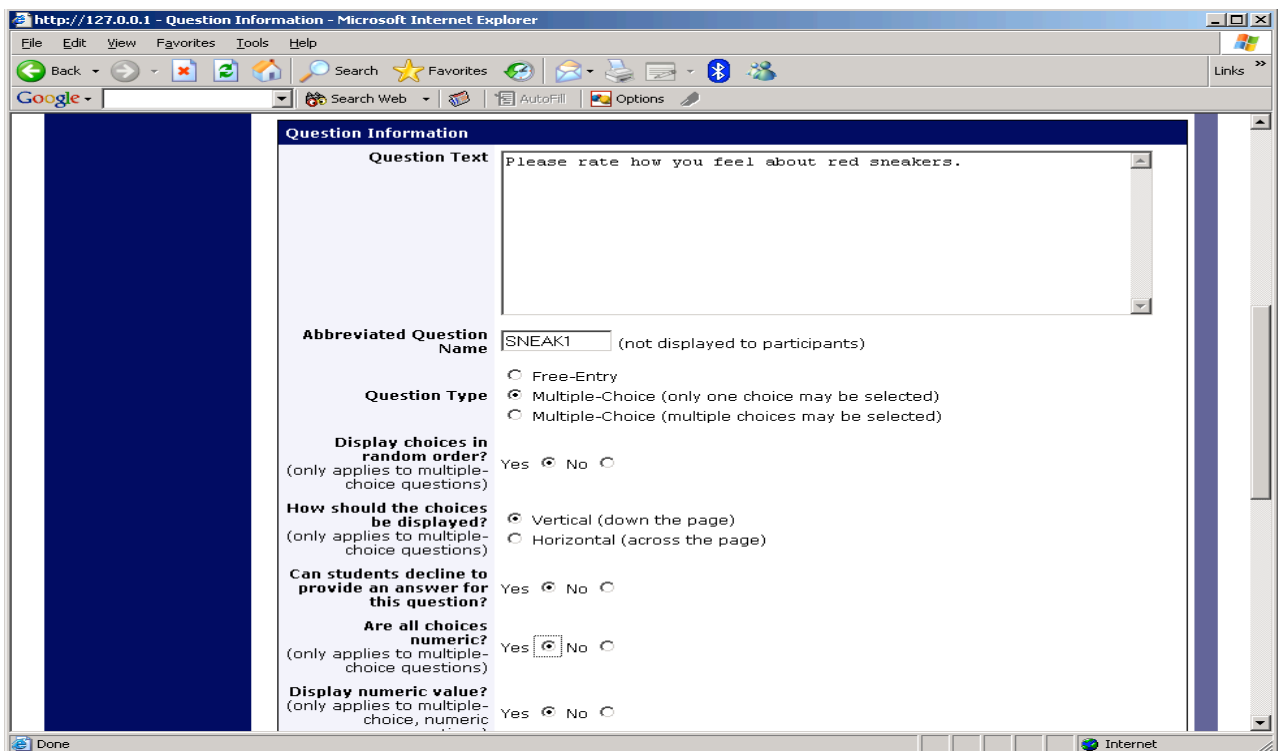 http://127.0.0.1 - Question Information - Microsoft Internet Explorer
File Edit View Favorites Tools Help
Back Search Favorites Links »
Google Search Web AutoFill Options
Question Information
Question Text Please rate how you feel about red sneakers.
Abbreviated Question
Name SNEAK1 (not displayed to participants)
Free-Entry
Question Type Multiple-Choice (only one choice may be selected)
Multiple-Choice (multiple choices may be selected)
Display choices in
random order?
(only applies to multiple-
choice questions)
Yes No
How should the choices
be displayed?
(only applies to multiple-
choice questions)
Vertical (down the page)
Horizontal (across the page)
Can students decline to
provide an answer for
this question?
Yes No
Are all choices
numeric?
(only applies to multiple-
choice questions)
Yes No
Display numeric value?
(only applies to multiple-
choice, numeric
Yes No
Done Internet